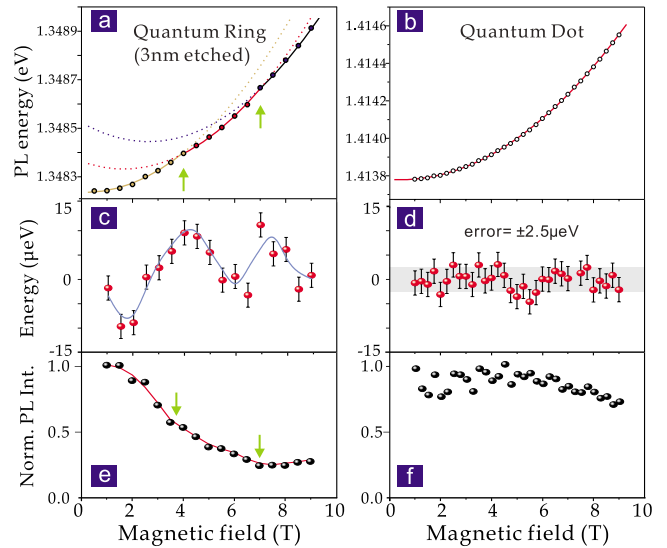 a
Quantum Ring
(3nm etched)
b
Quantum Dot
PL energy (eV)
1.3489
1.3487
1.3485
1.3483
1.4146
1.4144
1.4142
1.4140
1.4138
c
d
error= ±2.5µeV
Energy (µeV)
15
0
-15
15
0
-15
e
f
Norm. PL Int.
1.0
0.5
0.0
1.0
0.5
0.0
0 2 4 6 8 10
0 2 4 6 8 10
Magnetic field (T)
Magnetic field (T)